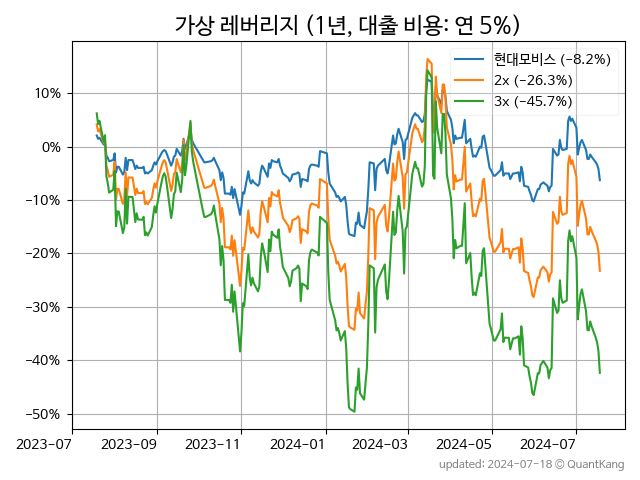 가상 레버리지 (1년, 대출 비용: 연 5%)
현대모비스 (−8.2%)
2x (−26.3%)
3x (−45.7%)
10%
0%
−10%
−20%
−30%
−40%
−50%
2023-07 2023-09 2023-11 2024-01 2024-03 2024-05 2024-07
updated: 2024-07-18 © QuantKang